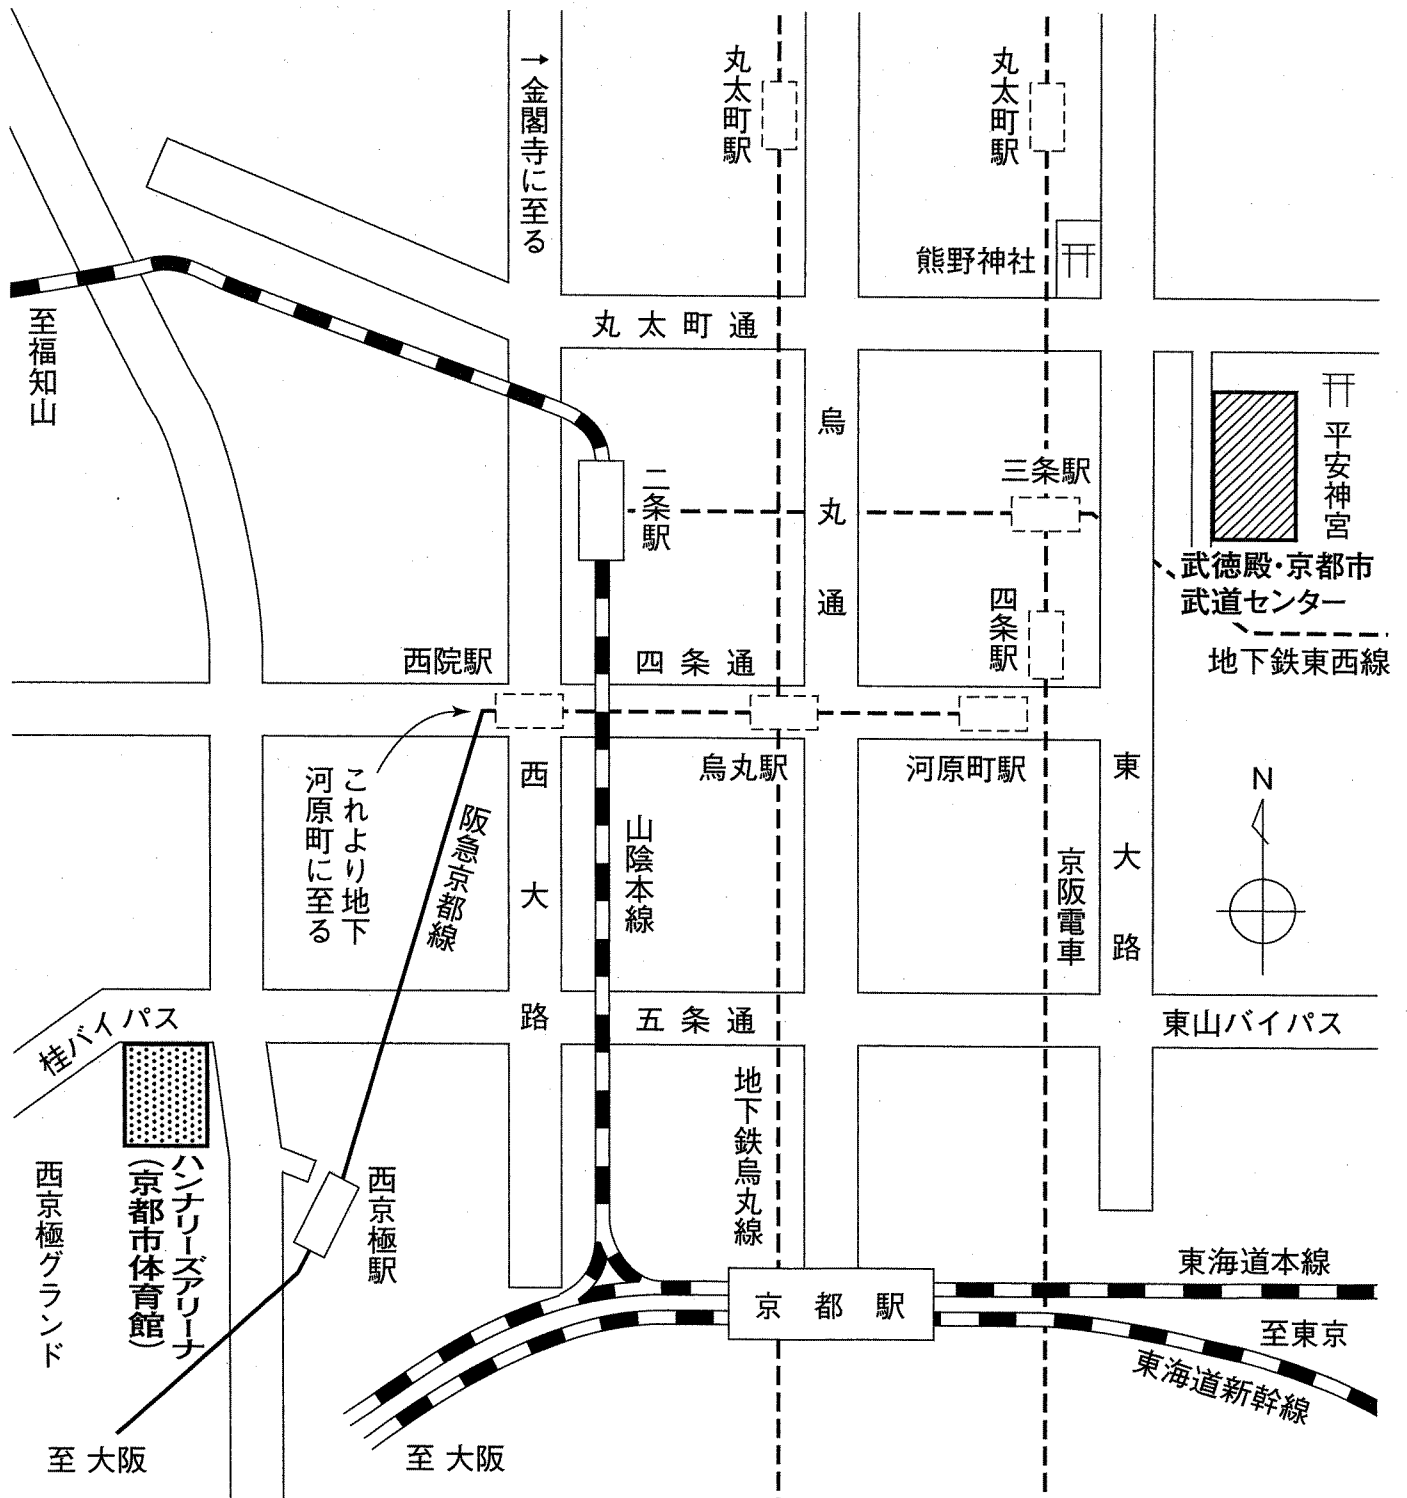 →金閣寺に至る
丸太町駅
丸太町駅
熊野神社
丸太町通
至福知山
烏丸通
平安神宮
三条駅
二条駅
武徳殿・京都市
武道センター
四条駅
西院駅
四条通
地下鉄東西線
烏丸駅
河原町駅
これより地下
河原町に至る
阪急京都線
西大路
山陰本線
京阪電車
東大路
N
桂バイパス
五条通
東山バイパス
地下鉄烏丸線
ハンナリーズアリーナ
(京都市体育館)
西京極グランド
西京極駅
京都駅
東海道本線
至東京
東海道新幹線
至 大阪
至 大阪